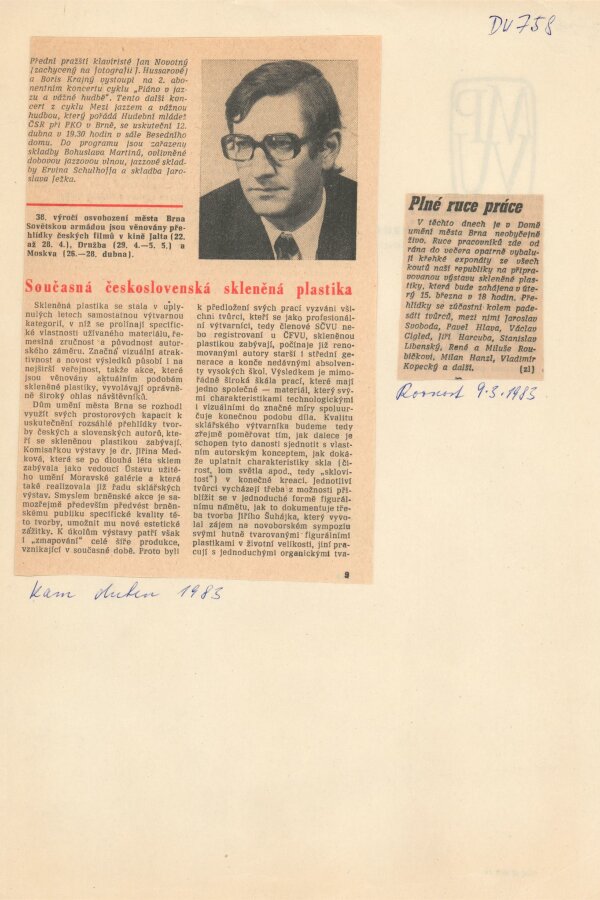 DU 758
Přední pražští klavíristé Jan Novotný
(zachycený na fotografii J. Hussarové)
a Boris Krajný vystoupí na 2. abo-
nentním koncertu cyklu „Piáno v jaz-
zu a vážné hudbě". Tento další kon-
cert z cyklu Mezi jazzem a vážnou
hudbou, který pořádá Hudební mládež
ČSR při PKO v Brně, se uskuteční 12.
dubna v 19.30 hodin v sále Besedního
domu. Do programu jsou zařazeny
skladby Bohuslava Martinů, ovlivněné
dobovou jazzovou vlnou, jazzové sklad-
by Ervína Schulhoffa a skladba Jaro-
slava Ježka.
38. výročí osvobození města Brna
Sovětskou armádou jsou věnovány pře-
hlídky českých filmů v kině Jalta (22.
až 28. 4.), Družba (29. 4.—5. 5.) a
Moskva (26.—28. dubna).
Současná československá skleněná plastika
Skleněná plastika se stala v uply-
nulých letech samostatnou výtvarnou
kategorií, v níž se prolínají specific-
ké vlastnosti užívaného materiálu, ře-
meslná zručnost a původnost autor-
ského záměru. Značná vizuální atrak-
tivnost a novost výsledků působí i na
nejširší veřejnost, takže akce, které
jsou věnovány aktuálním podobám
skleněné plastiky, vyvolávají oprávně-
ně široký ohlas návštěvníků.
Dům umění města Brna se rozhodl
využít svých prostorových kapacit k
uskutečnění rozsáhlé přehlídky tvor-
by českých a slovenských autorů, kte-
ří se skleněnou plastikou zabývají.
Komisařkou výstavy je dr. Jiřina Med-
ková, která se po dlouhá léta sklem
zabývala jako vedoucí Ústavu užité-
ho umění Moravské galérie a která
také realizovala již řadu sklářských
výstav. Smyslem brněnské akce je sa-
mozřejmě především předvést brněn-
skému publiku specifické kvality té-
to tvorby, umožnit mu nové estetické
zážitky. K úkolům výstavy patří však
i „zmapování" celé šíře produkce,
vznikající v současné době. Proto byli
k předložení svých prací vyzváni vši-
chni tvůrci, kteří se jako profesionál-
ní výtvarníci, tedy členové SČVU ne-
bo registrovaní u ČFVU, skleněnou
plastikou zabývají, počínaje již reno-
movanými autory starší i střední ge-
nerace a konče nedávnými absolventy
vysokých škol. Výsledkem je mimo-
řádně široká škála prací, které mají
jedno společné — materiál, který svý-
mi charakteristikami technologickými
i vizuálními do značné míry spoluur-
čuje konečnou podobu díla. Kvalitu
sklářského výtvarníka budeme tedy
zřejmě poměřovat tím, jak dalece je
schopen tyto danosti sjednotit s vlast-
ním autorským konceptem, jak doká-
že uplatnit charakteristiky skla (či-
rost, lom světla apod., tedy „sklovi-
tost") v konečné kreaci. Jednotliví
tvůrci vycházejí třeba z možnosti při-
blížit se v jednoduché formě figurál-
nímu námětu, jak to dokumentuje tře-
ba tvorba Jiřího Šuhájka, který vyvo-
lal zájem na novoborském sympoziu
svými hutně tvarovanými figurálními
plastikami v životní velikosti, jiní pra-
cují s jednoduchými organickými tva-
9
Kam duben 1983
Plné ruce práce
V těchto dnech je v Domě
umění města Brna neobyčejně
živo. Ruce pracovníků zde od
rána do večera opatrně vybalu-
jí křehké exponáty ze všech
koutů naší republiky na připra-
vovanou výstavu skleněné plas-
tiky, která bude zahájena v úte-
rý 15. března v 18 hodin. Pře-
hlídky se zúčastní kolem pade-
sáti tvůrců, mezi nimi Jaroslav
Svoboda, Pavel Hlava, Václav
Cigler, Jiří Harcuba, Stanislav
Libenský, René a Miluše Rou-
bíčkovi, Milan Handl, Vladimír
Kopecký a další. (zl)
Rovnost 9.3.1983